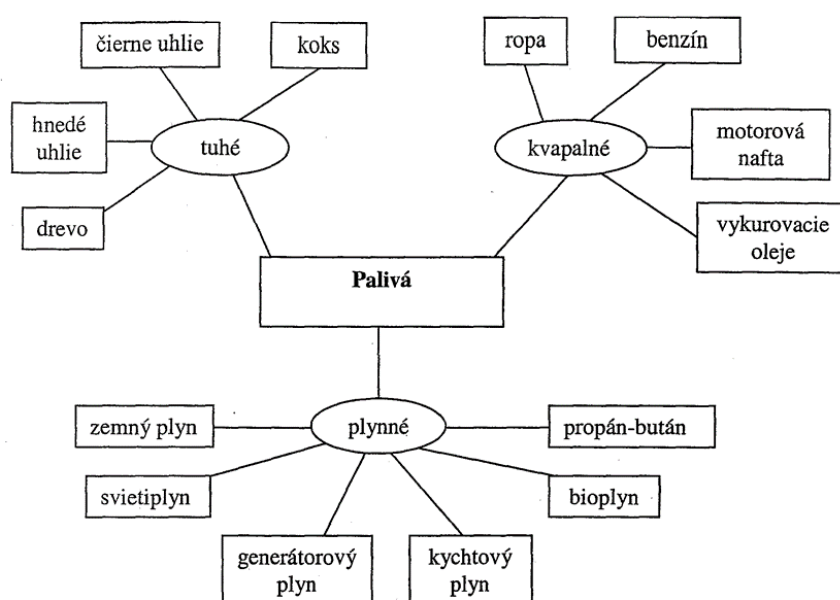 čierne uhlie
koks
ropa
benzín
hnedé
uhlie
tuhé
kvapalné
motorová
nafta
drevo
vykurovacie
oleje
Palivá
zemný plyn
plynné
propán-bután
svietiplyn
bioplyn
generátorový
plyn
kychtový
plyn